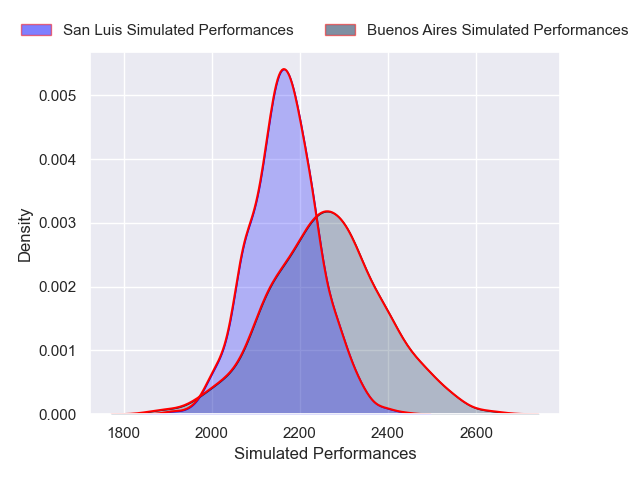 San Luis Simulated Performances
Buenos Aires Simulated Performances
Density
0.005
0.004
0.003
0.002
0.001
0.000
1800
2000
2200
2400
2600
Simulated Performances